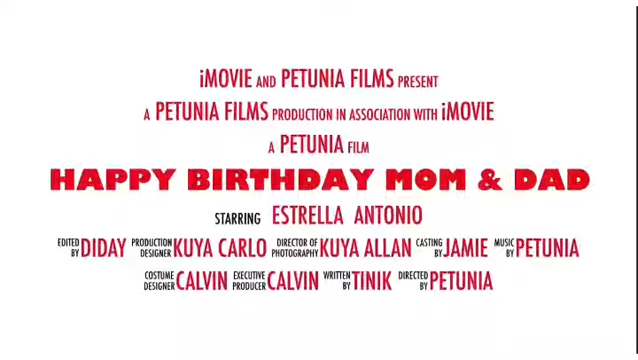 iMOVIE AND PETUNIA FILMS PRESENT
A PETUNIA FILMS PRODUCTION IN ASSOCIATION WITH iMOVIE
A PETUNIA FILM
HAPPY BIRTHDAY MOM & DAD
STARRING ESTRELLA ANTONIO
EDITED BY DIDAY PRODUCTION DESIGNER KUYA CARLO DIRECTOR OF PHOTOGRAPHY KUYA ALLAN CASTING BY JAMIE MUSIC BY PETUNIA
COSTUME DESIGNER CALVIN EXECUTIVE PRODUCER CALVIN WRITTEN BY TINIK DIRECTED BY PETUNIA